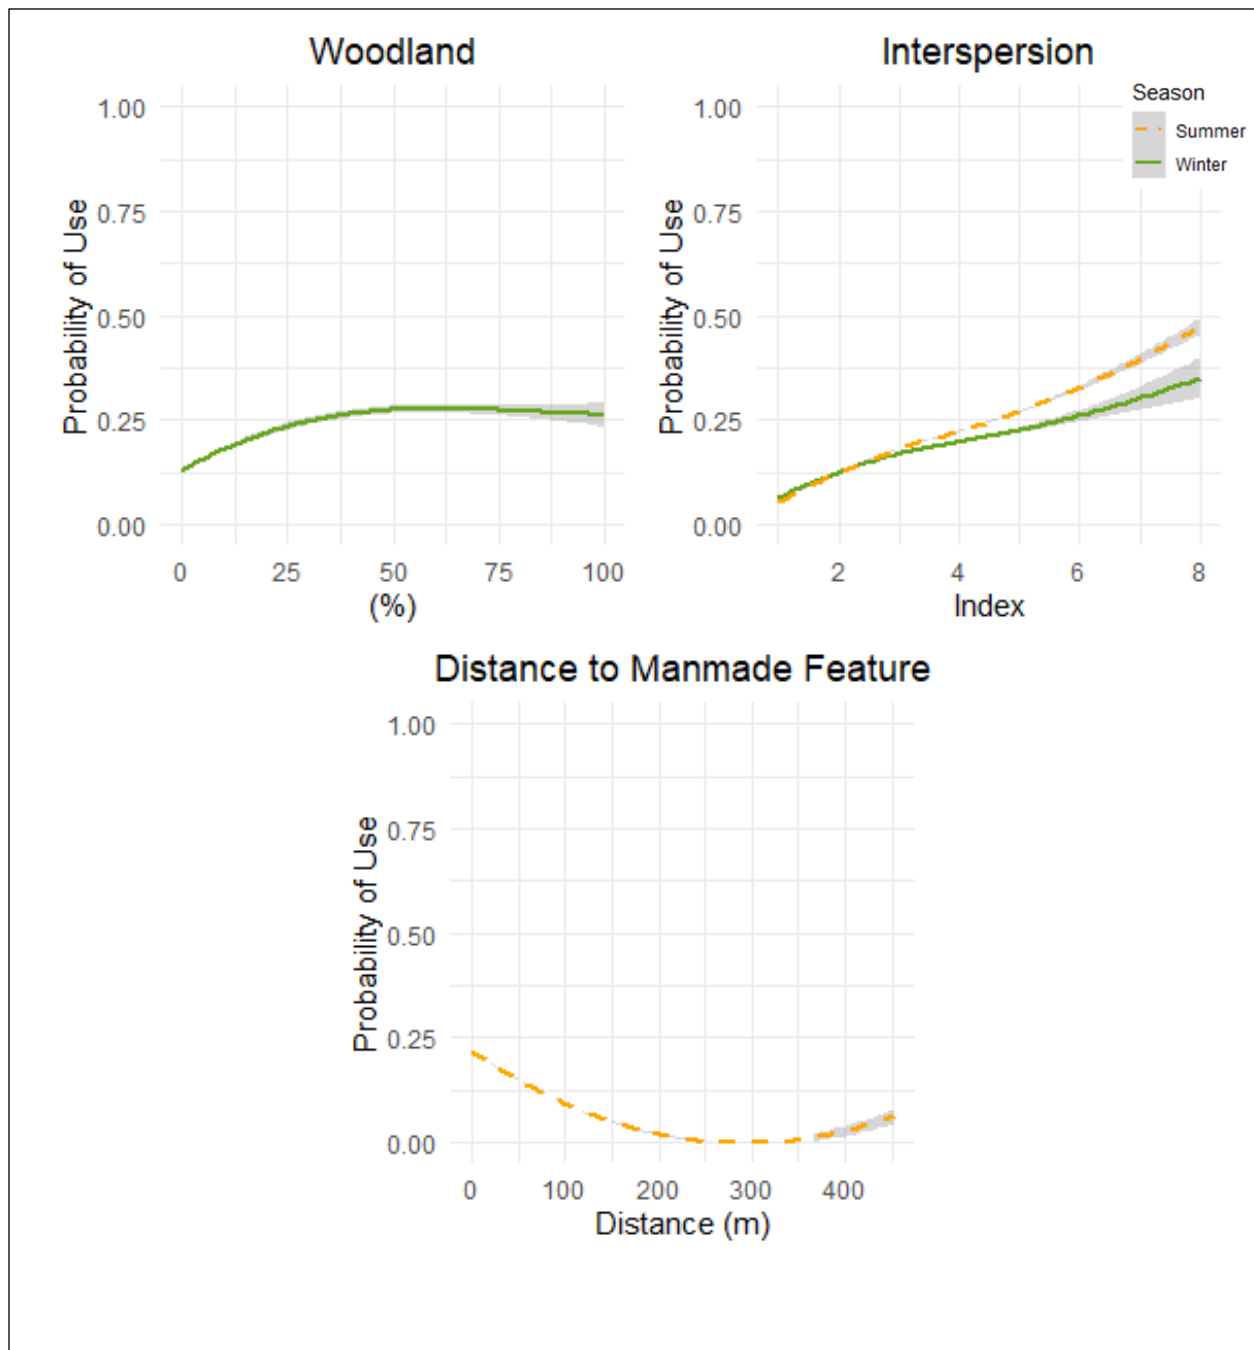 Woodland
1.00
0.75
0.50
0.25
0.00
Probability of Use
0 25 50 75 100
(%)
Interspersion
Season
Summer
Winter
1.00
0.75
0.50
0.25
0.00
Probability of Use
2 4 6 8
Index
Distance to Manmade Feature
1.00
0.75
0.50
0.25
0.00
Probability of Use
0 100 200 300 400
Distance (m)